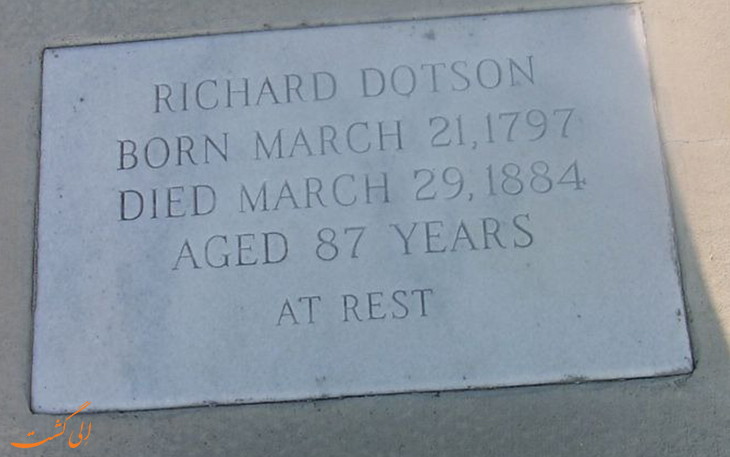 RICHARD DOTSON
BORN MARCH 21, 1797
DIED MARCH 29, 1884
AGED 87 YEARS
AT REST
الی گشت